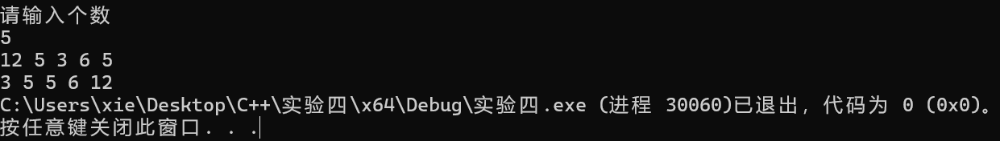 请输入个数
5
12 5 3 6 5
3 5 5 6 12
C:\Users\xie\Desktop\C++\实验四\x64\Debug\实验四.exe (进程 30060)已退出，代码为 0 (0x0)。
按任意键关闭此窗口. . .